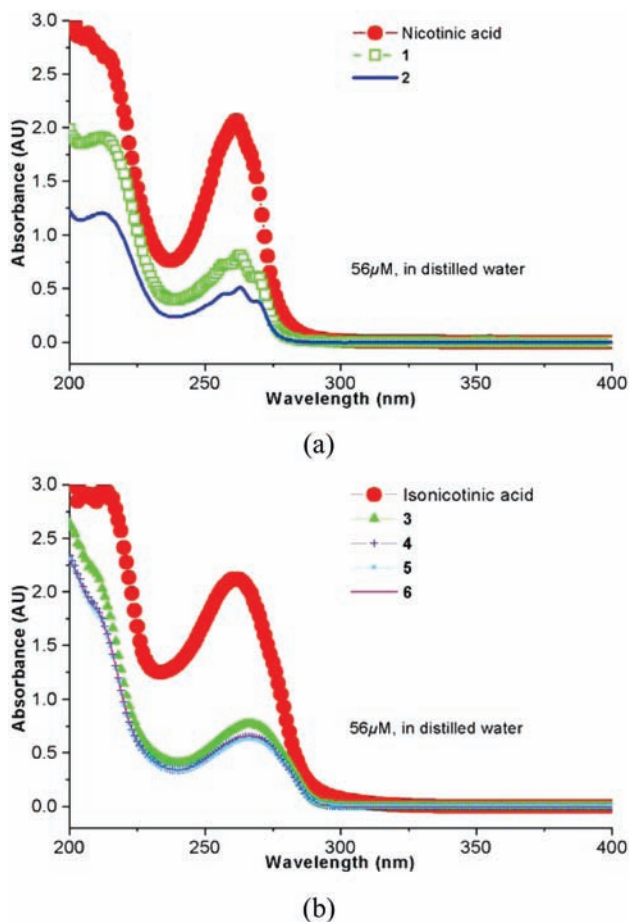 3.0
2.5
2.0
1.5
1.0
0.5
0.0
Absorbance (AU)
Nicotinic acid
1
2
56µM, in distilled water
200 250 300 350 400
Wavelength (nm)
(a)
3.0
2.5
2.0
1.5
1.0
0.5
0.0
Absorbance (AU)
Isonicotinic acid
3
4
5
6
56µM, in distilled water
200 250 300 350 400
Wavelength (nm)
(b)